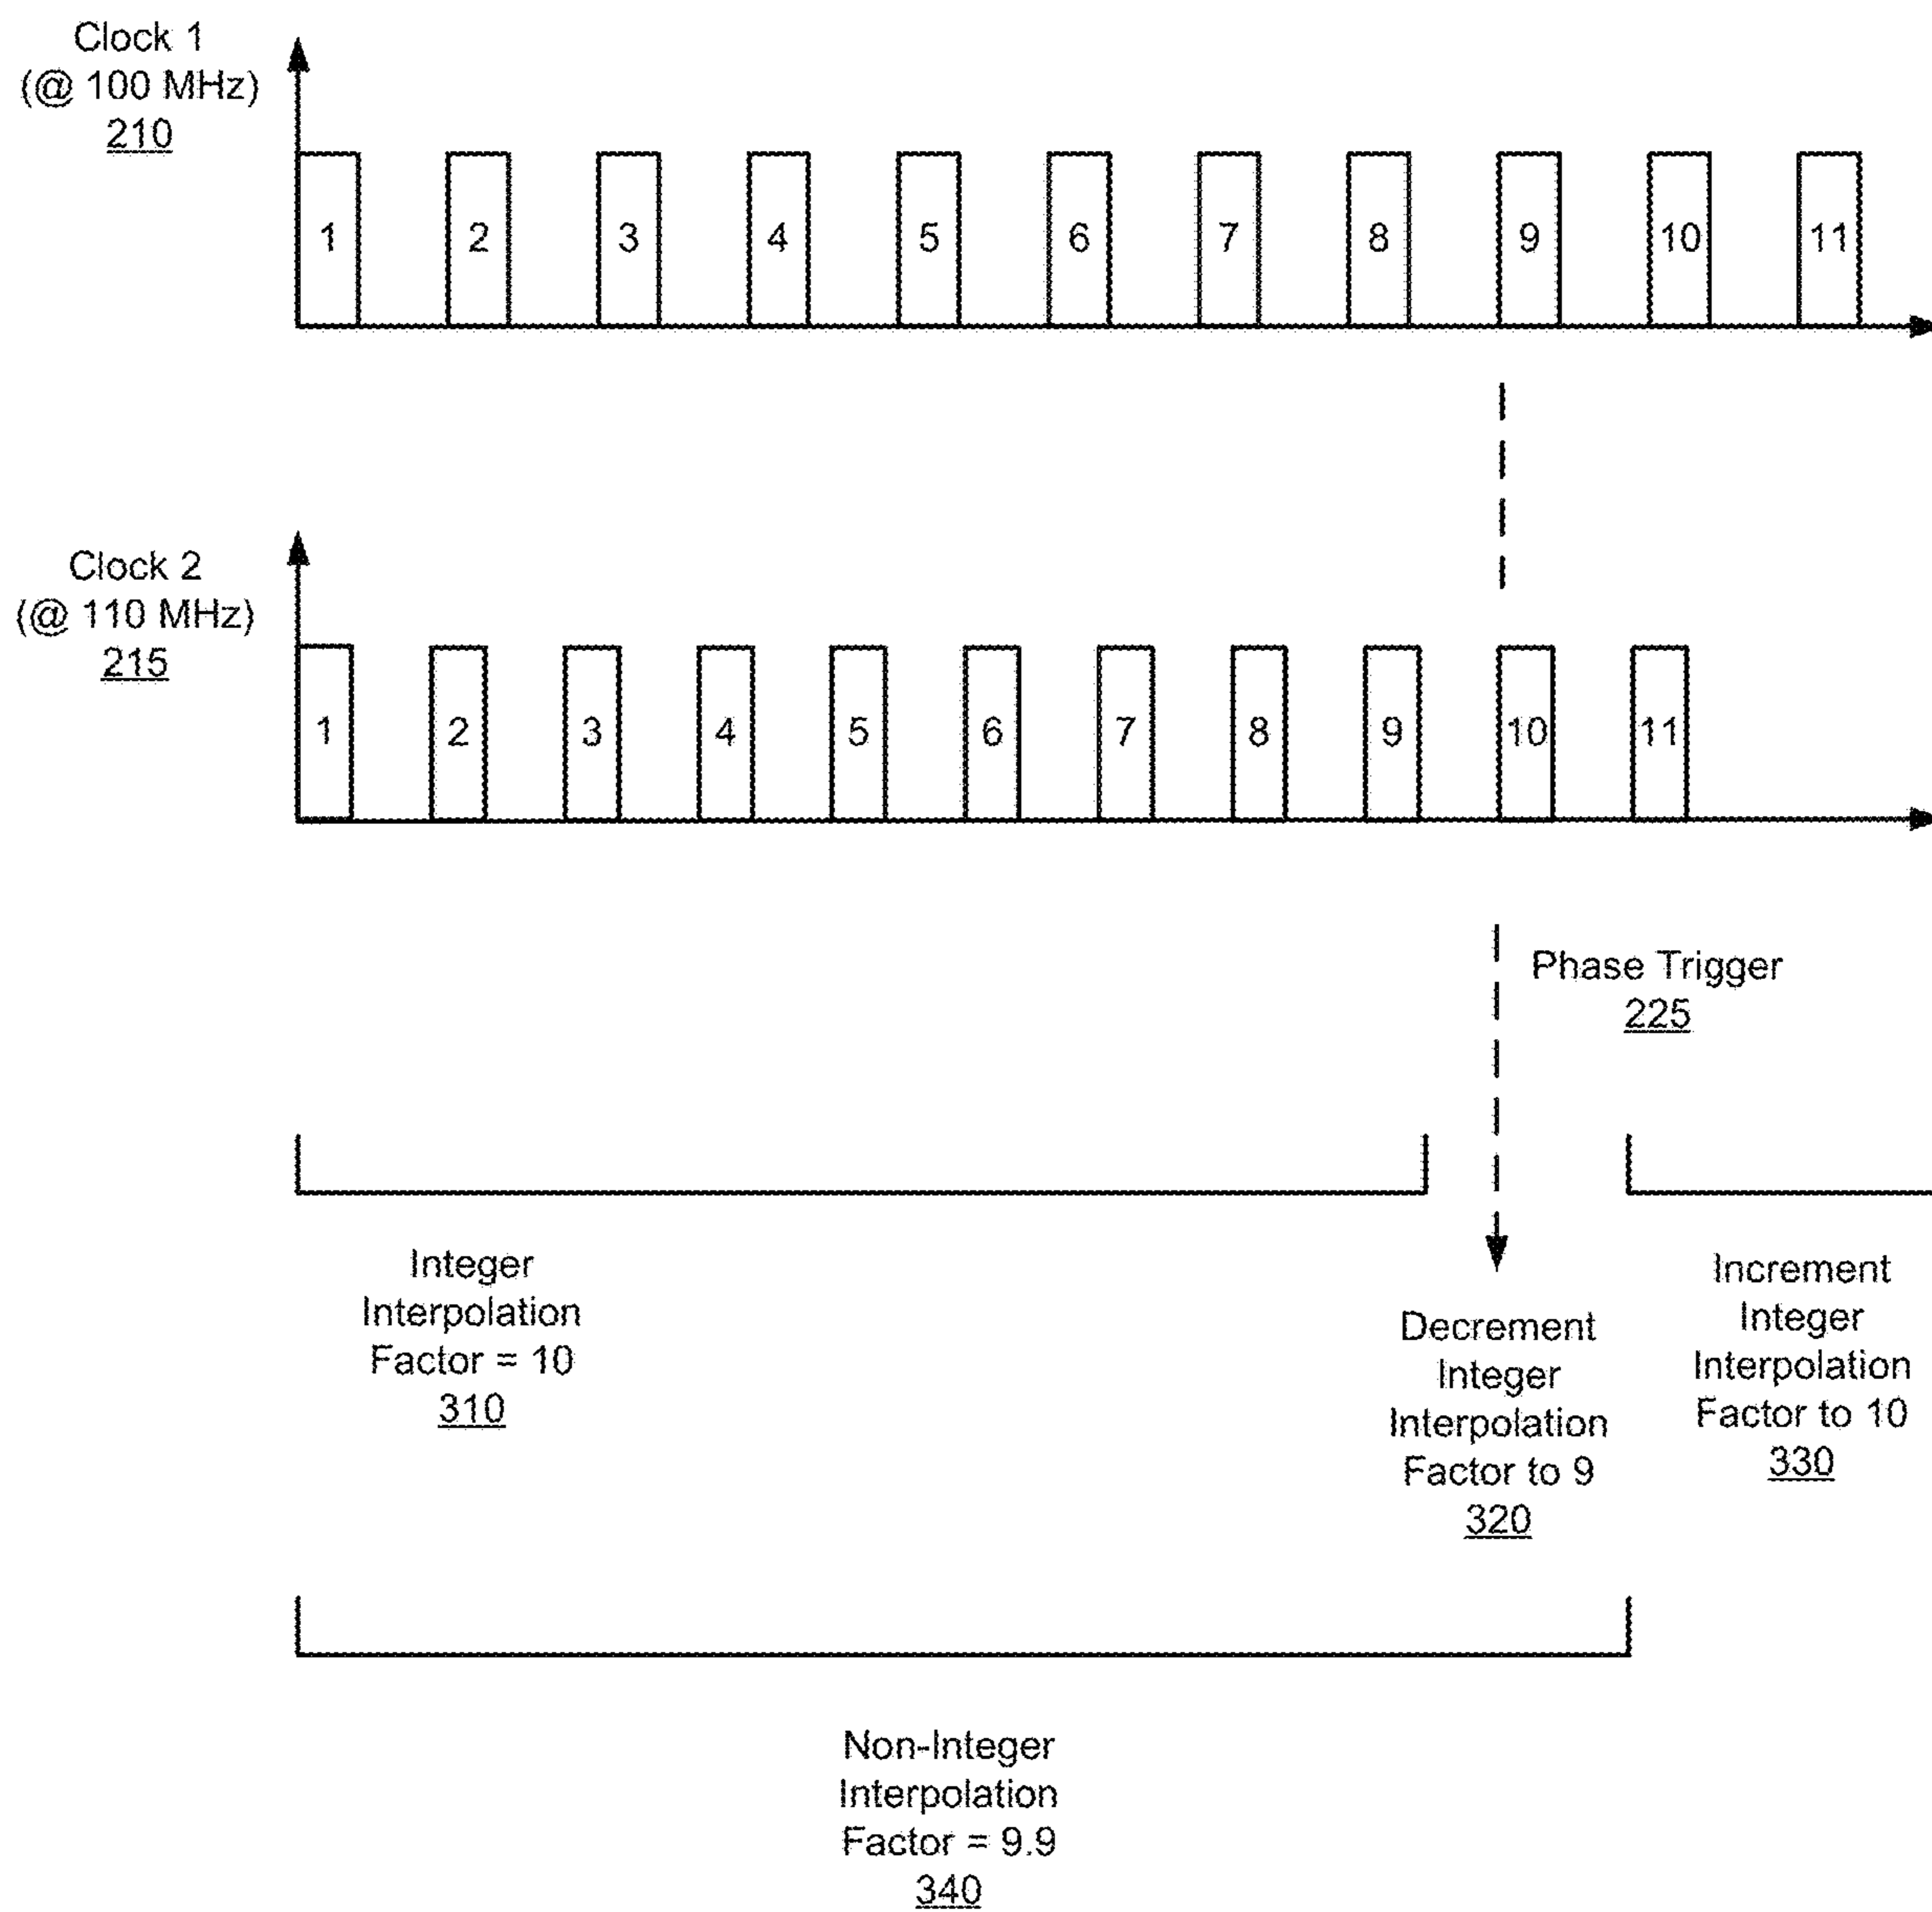 Clock 1
(@ 100 MHz)
210
1 2 3 4 5 6 7 8 9 10 11
Clock 2
(@ 110 MHz)
215
1 2 3 4 5 6 7 8 9 10 11
Phase Trigger
225
Integer
Interpolation
Factor = 10
310
Decrement
Integer
Interpolation
Factor to 9
320
Increment
Integer
Interpolation
Factor to 10
330
Non-Integer
Interpolation
Factor = 9.9
340